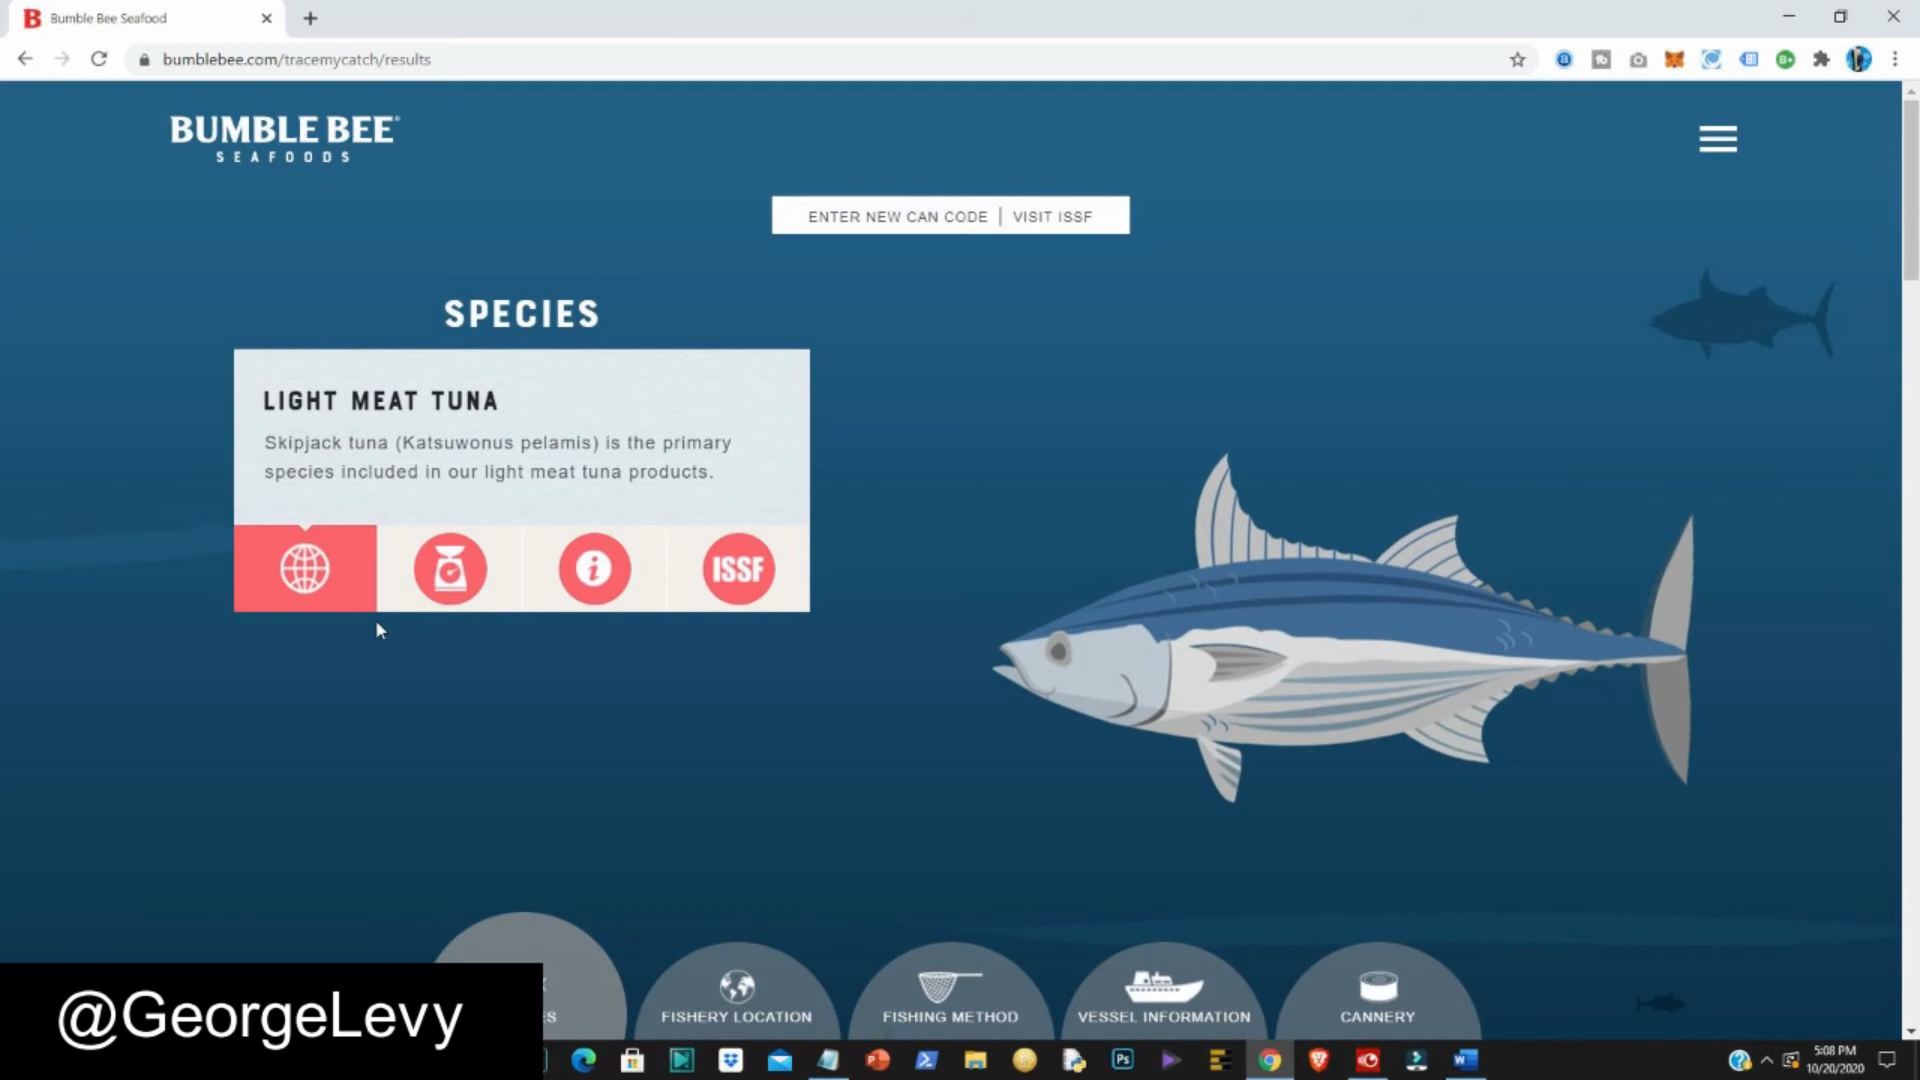 Bumble Bee Seafood
bumblebee.com/tracemycatch/results
BUMBLE BEE®
SEAFOODS
ENTER NEW CAN CODE | VISIT ISSF
SPECIES
LIGHT MEAT TUNA
Skipjack tuna (Katsuwonus pelamis) is the primary
species included in our light meat tuna products.
ISSF
FISHERY LOCATION
FISHING METHOD
VESSEL INFORMATION
CANNERY
@GeorgeLevy
5:08 PM
10/20/2020